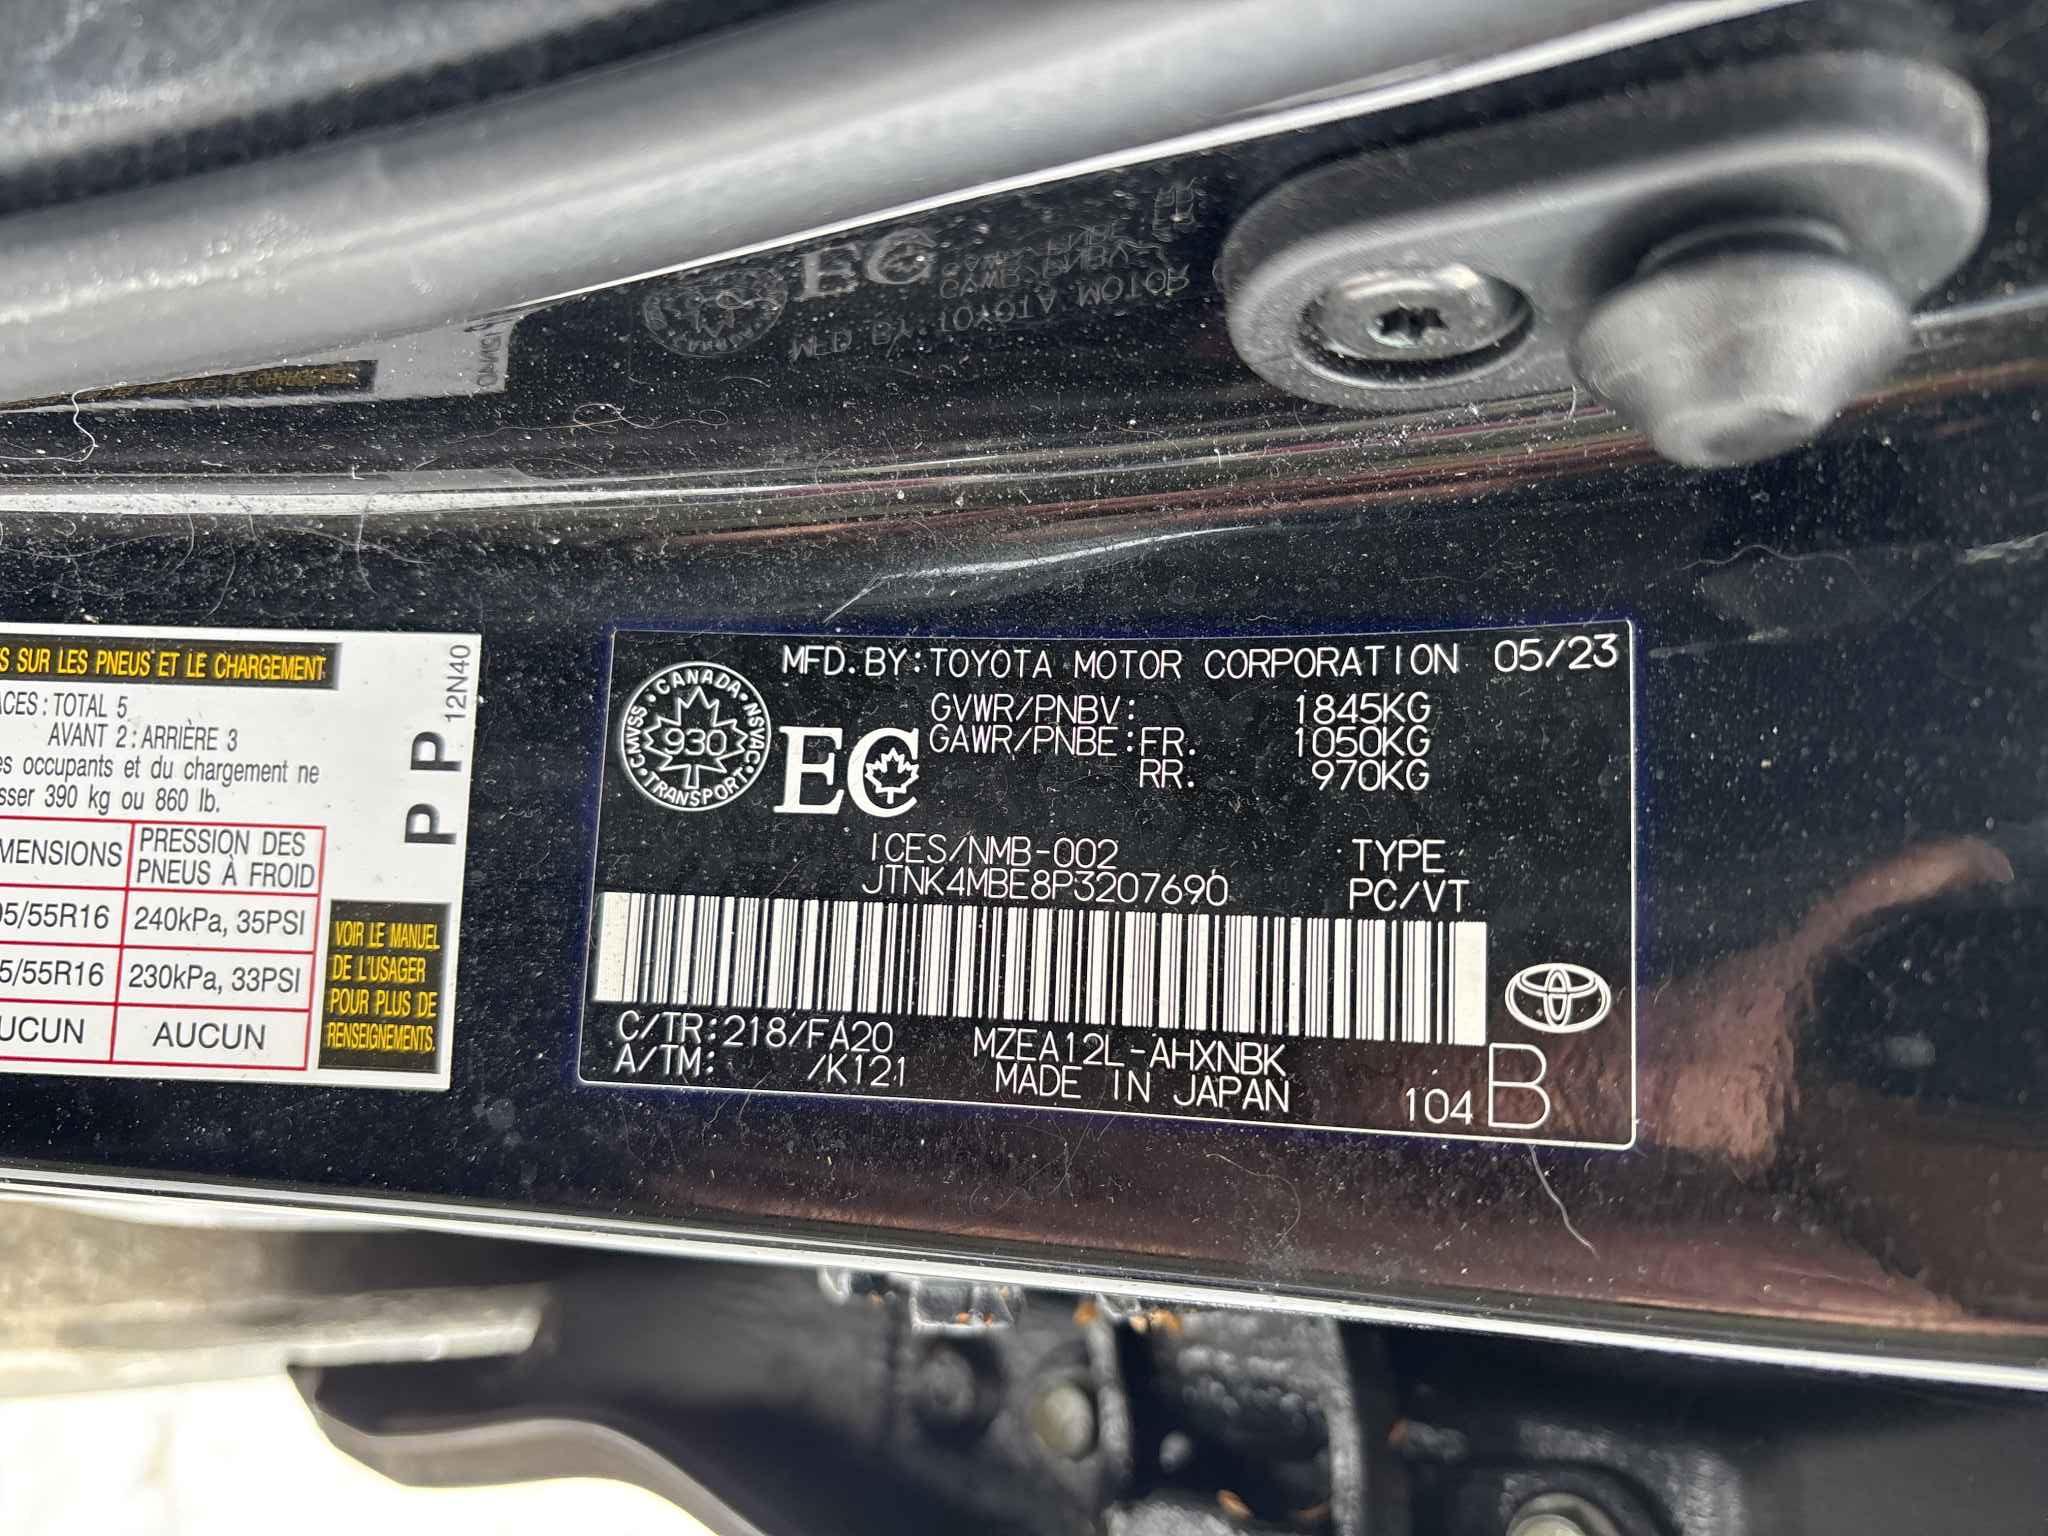 S SUR LES PNEUS ET LE CHARGEMENT
ACES : TOTAL 5
AVANT 2 : ARRIÈRE 3
es occupants et du chargement ne
sser 390 kg ou 860 lb.
MENSIONS PRESSION DES PNEUS À FROID
05/55R16 240kPa, 35PSI
5/55R16 230kPa, 33PSI
UCUN AUCUN
VOIR LE MANUEL
DE L'USAGER
POUR PLUS DE
RENSEIGNEMENTS.
12N40
P P
MFD. BY: TOYOTA MOTOR CORPORATION 05/23
CANADA · NSVAC · TRANSPORT · CMVSS
930
EC
GVWR/PNBV: 1845KG
GAWR/PNBE: FR. 1050KG
RR. 970KG
ICES/NMB-002 TYPE
JTNK4MBE8P3207690 PC/VT
C/TR: 218/FA20 MZEA12L-AHXNBK
A/TM: /K121 MADE IN JAPAN
104 B